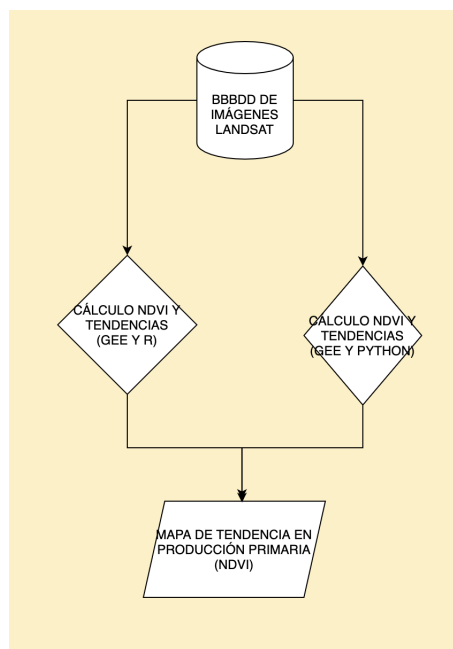 BBBDD DE
IMÁGENES
LANDSAT
CÁLCULO NDVI Y
TENDENCIAS
(GEE Y R)
CÁLCULO NDVI Y
TENDENCIAS
(GEE Y PYTHON)
MAPA DE TENDENCIA EN
PRODUCCIÓN PRIMARIA
(NDVI)